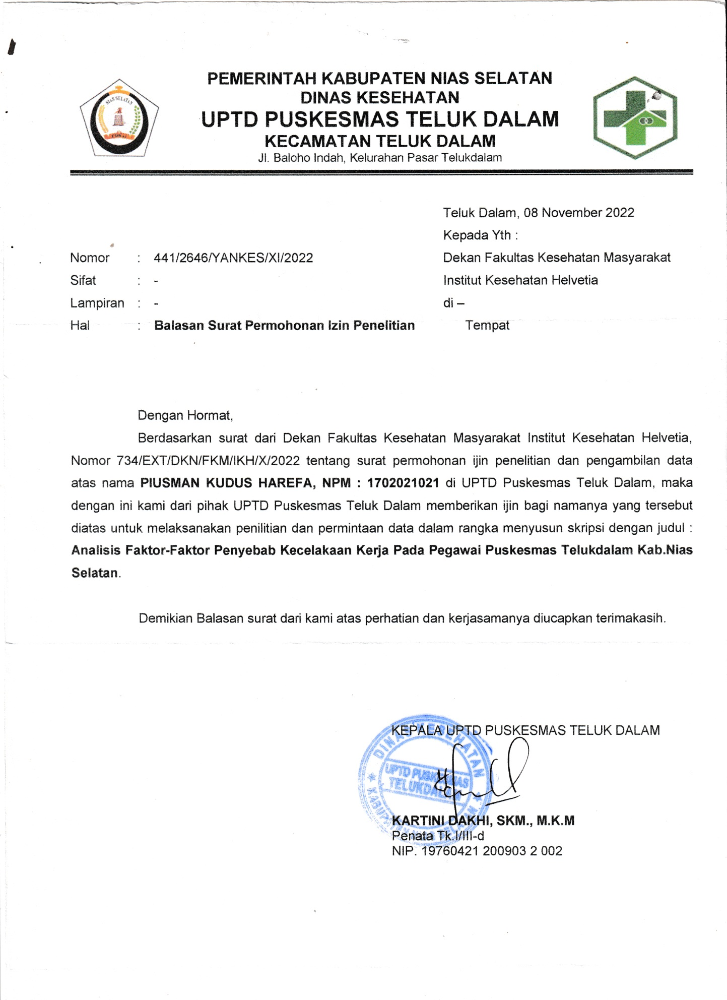 PEMERINTAH KABUPATEN NIAS SELATAN
DINAS KESEHATAN
UPTD PUSKESMAS TELUK DALAM
KECAMATAN TELUK DALAM
Jl. Baloho Indah, Kelurahan Pasar Telukdalam
NIAS SELATAN
Teluk Dalam, 08 November 2022
Kepada Yth :
Nomor : 441/2646/YANKES/XI/2022 Dekan Fakultas Kesehatan Masyarakat
Sifat : - Institut Kesehatan Helvetia
Lampiran : - di –
Hal : Balasan Surat Permohonan Izin Penelitian Tempat
Dengan Hormat,
Berdasarkan surat dari Dekan Fakultas Kesehatan Masyarakat Institut Kesehatan Helvetia,
Nomor 734/EXT/DKN/FKM/IKH/X/2022 tentang surat permohonan ijin penelitian dan pengambilan data
atas nama PIUSMAN KUDUS HAREFA, NPM : 1702021021 di UPTD Puskesmas Teluk Dalam, maka
dengan ini kami dari pihak UPTD Puskesmas Teluk Dalam memberikan ijin bagi namanya yang tersebut
diatas untuk melaksanakan penilitian dan permintaan data dalam rangka menyusun skripsi dengan judul :
Analisis Faktor-Faktor Penyebab Kecelakaan Kerja Pada Pegawai Puskesmas Telukdalam Kab.Nias
Selatan.
Demikian Balasan surat dari kami atas perhatian dan kerjasamanya diucapkan terimakasih.
KEPALA UPTD PUSKESMAS TELUK DALAM
DINAS KESEHATAN
UPTD PUSKESMAS
TELUKDALAM
KABUPATEN NIAS SELATAN
KARTINI DAKHI, SKM., M.K.M
Penata Tk.I/III-d
NIP. 19760421 200903 2 002